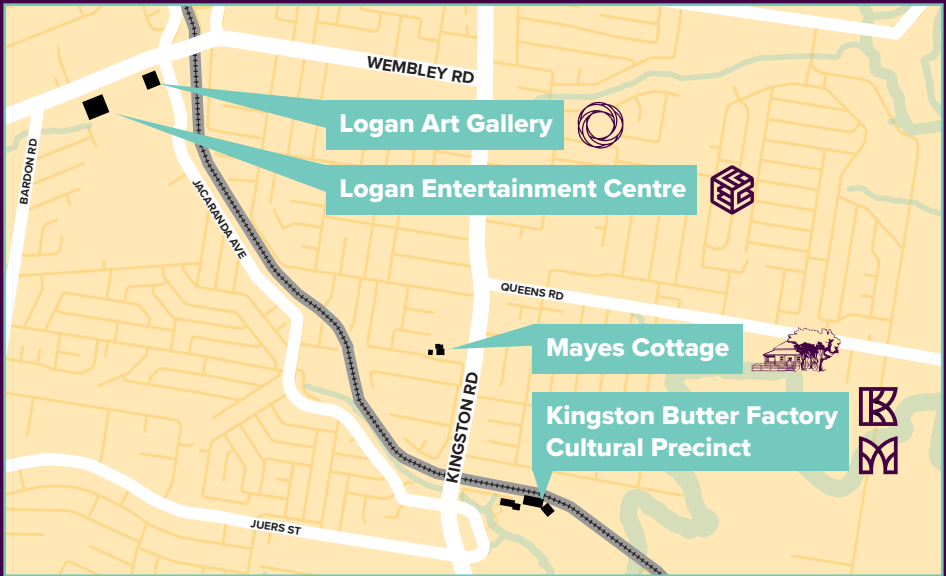 WEMBLEY RD
Logan Art Gallery
BARDON RD
Logan Entertainment Centre
JACARANDA AVE
QUEENS RD
Mayes Cottage
KINGSTON RD
Kingston Butter Factory
Cultural Precinct
JUERS ST